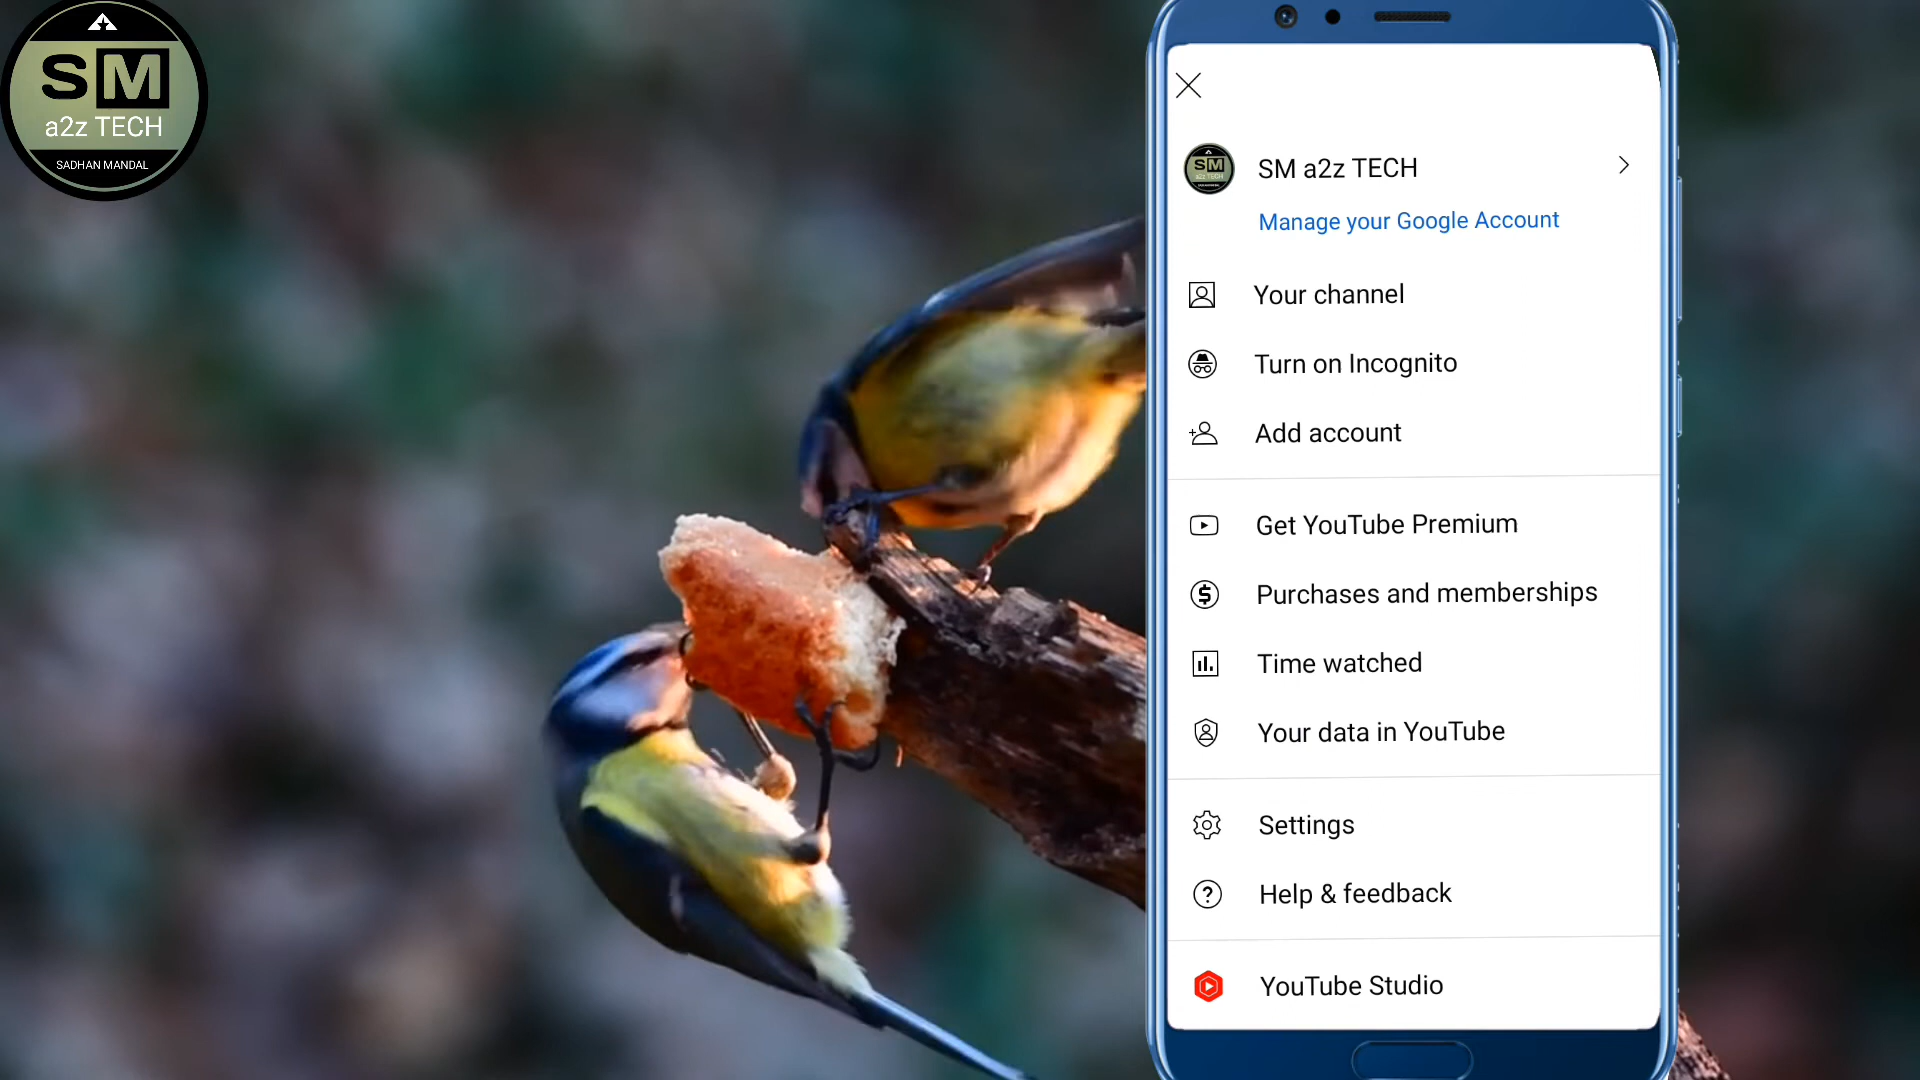 SM
a2z TECH
SADHAN MANDAL
SM a2z TECH
Manage your Google Account
Your channel
Turn on Incognito
Add account
Get YouTube Premium
Purchases and memberships
Time watched
Your data in YouTube
Settings
Help & feedback
YouTube Studio